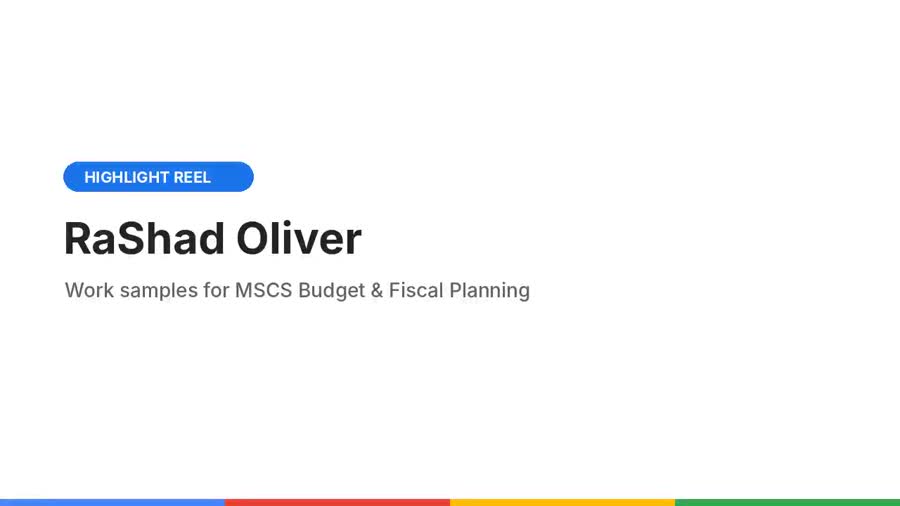 HIGHLIGHT REEL
RaShad Oliver
Work samples for MSCS Budget & Fiscal Planning